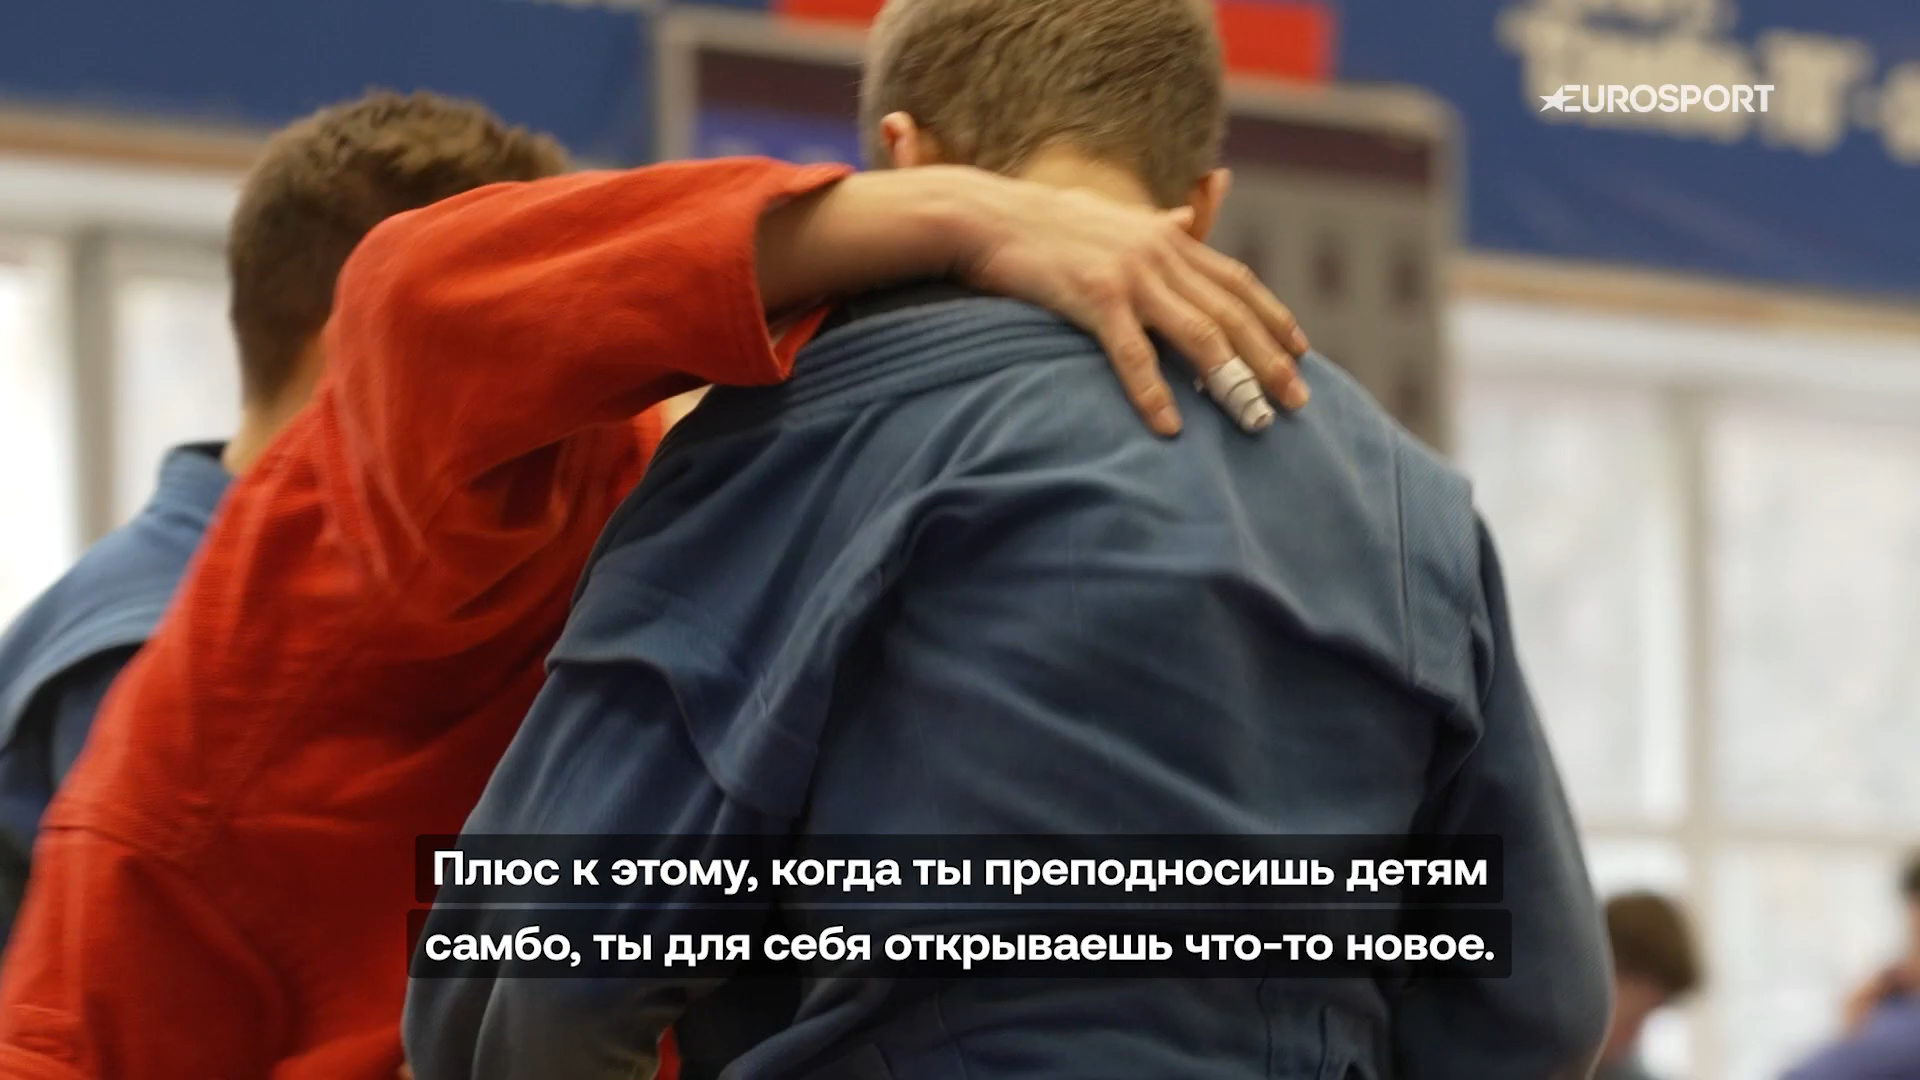 EUROSPORT
Плюс к этому, когда ты преподносишь детям
самбо, ты для себя открываешь что-то новое.